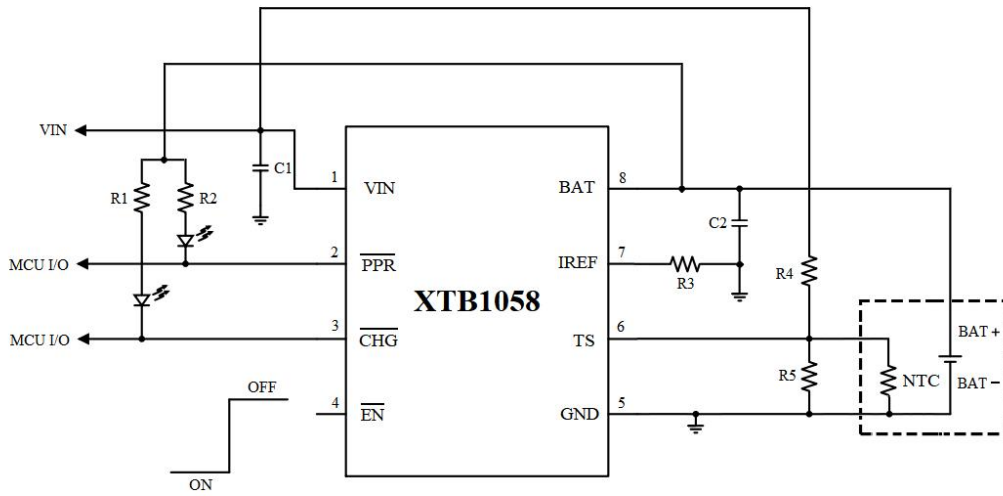 VIN
R1
R2
C1
1
VIN
BAT
8
C2
MCU I/O
2
PPR
IREF
7
R3
R4
XTB1058
MCU I/O
3
CHG
TS
6
BAT+
R5
NTC
BAT−
OFF
4
EN
GND
5
ON